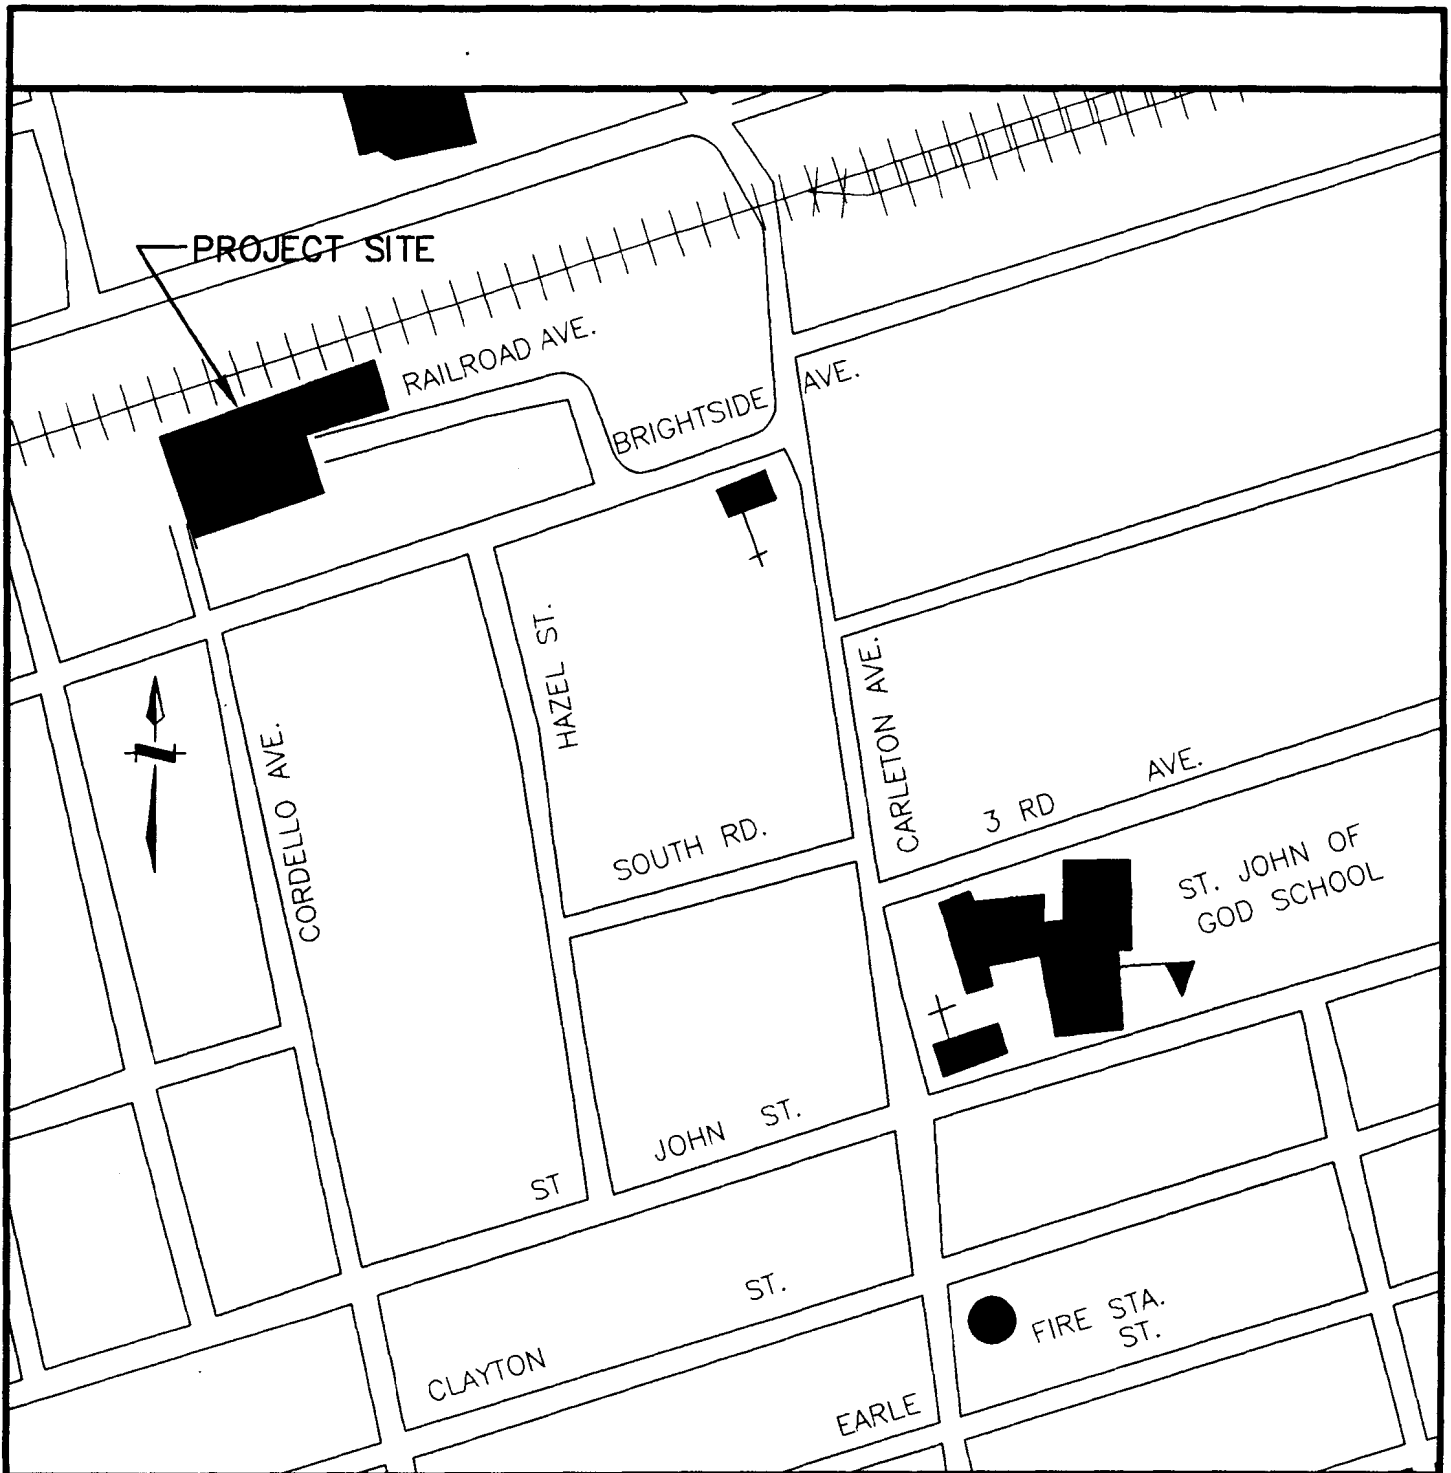 PROJECT SITE
RAILROAD AVE.
BRIGHTSIDE AVE.
HAZEL ST.
CARLETON AVE.
CORDELLO AVE.
3 RD AVE.
SOUTH RD.
ST. JOHN OF
GOD SCHOOL
JOHN ST.
ST
ST.
CLAYTON
FIRE STA.
ST.
EARLE